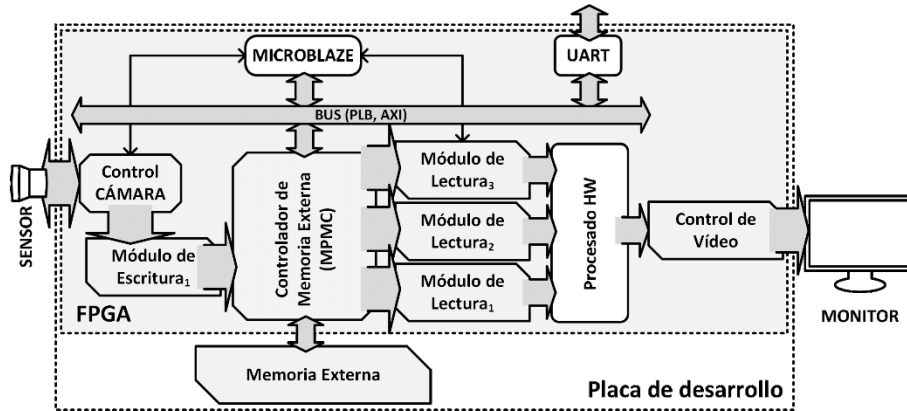 MICROBLAZE
UART
BUS (PLB, AXI)
SENSOR
Control
CÁMARA
Módulo de
Escritura₁
Controlador de
Memoria Externa
(MPMC)
Módulo de
Lectura₃
Módulo de
Lectura₂
Módulo de
Lectura₁
Procesado HW
Control de
Vídeo
MONITOR
FPGA
Memoria Externa
Placa de desarrollo